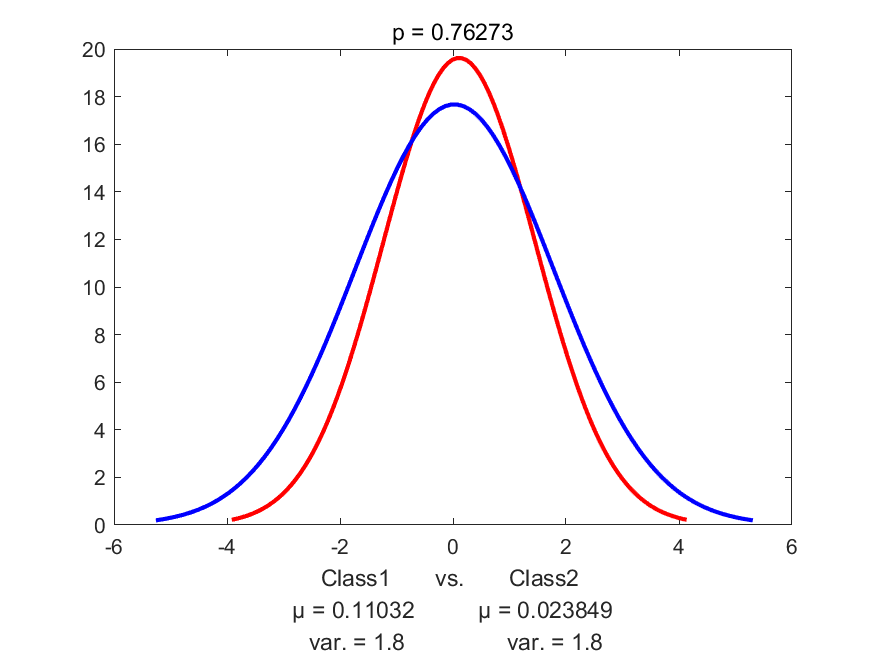 p = 0.76273
20
18
16
14
12
10
8
6
4
2
0
-6 -4 -2 0 2 4 6
Class1 vs. Class2
μ = 0.11032 μ = 0.023849
var. = 1.8 var. = 1.8